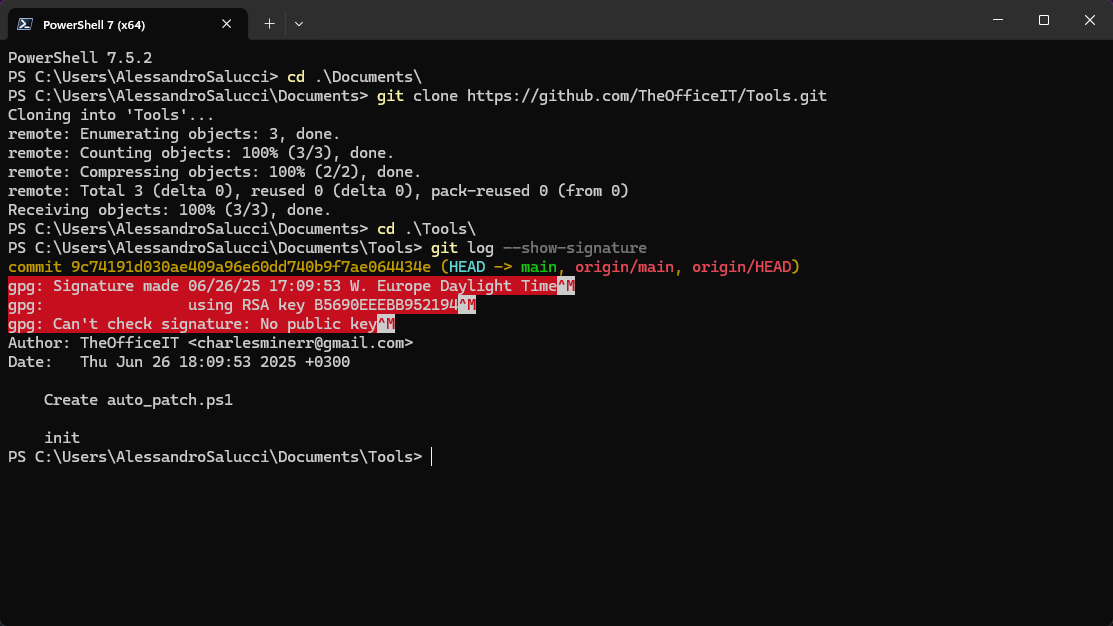 PowerShell 7 (x64)
PowerShell 7.5.2
PS C:\Users\AlessandroSalucci> cd .\Documents\
PS C:\Users\AlessandroSalucci\Documents> git clone https://github.com/TheOfficeIT/Tools.git
Cloning into 'Tools'...
remote: Enumerating objects: 3, done.
remote: Counting objects: 100% (3/3), done.
remote: Compressing objects: 100% (2/2), done.
remote: Total 3 (delta 0), reused 0 (delta 0), pack-reused 0 (from 0)
Receiving objects: 100% (3/3), done.
PS C:\Users\AlessandroSalucci\Documents> cd .\Tools\
PS C:\Users\AlessandroSalucci\Documents\Tools> git log --show-signature
commit 9c74191d030ae409a96e60dd740b9f7ae064434e (HEAD -> main, origin/main, origin/HEAD)
gpg: Signature made 06/26/25 17:09:53 W. Europe Daylight Time^M
gpg:                using RSA key B5690EEEBB952194^M
gpg: Can't check signature: No public key^M
Author: TheOfficeIT <charlesminerr@gmail.com>
Date:   Thu Jun 26 18:09:53 2025 +0300
    Create auto_patch.ps1
    init
PS C:\Users\AlessandroSalucci\Documents\Tools>